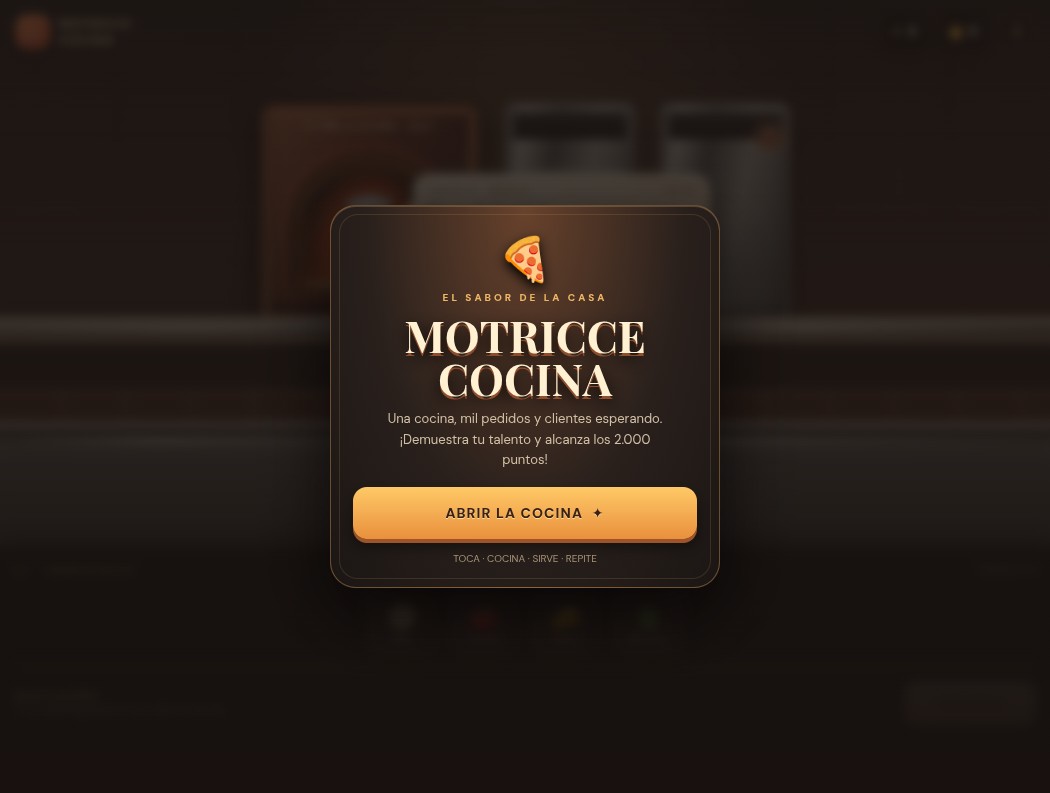 EL SABOR DE LA CASA
MOTRICCE
COCINA
Una cocina, mil pedidos y clientes esperando.
¡Demuestra tu talento y alcanza los 2.000
puntos!
ABRIR LA COCINA ✦
TOCA · COCINA · SIRVE · REPITE